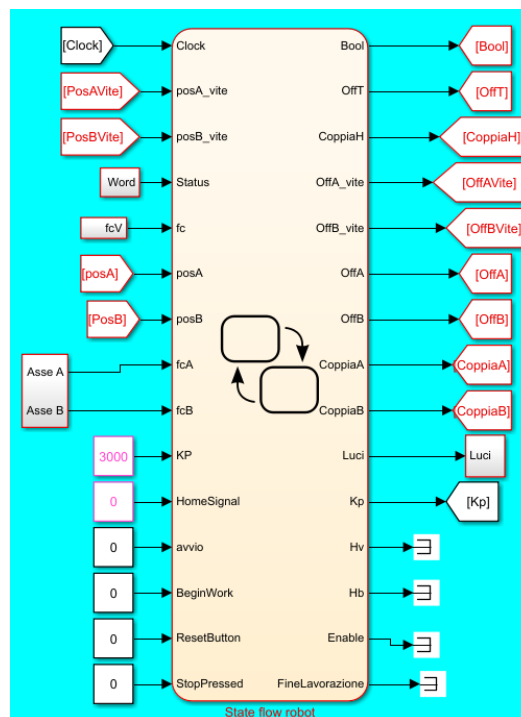 [Clock] Clock Bool [Bool]
[PosAVite] posA_vite OffT [OffT]
[PosBVite] posB_vite CoppiaH [CoppiaH]
Word Status OffA_vite [OffAVite]
fcV fc OffB_vite [OffBVite]
[posA] posA OffA [OffA]
[PosB] posB OffB [OffB]
Asse A fcA CoppiaA [CoppiaA]
Asse B fcB CoppiaB [CoppiaB]
3000 KP Luci Luci
0 HomeSignal Kp [Kp]
0 avvio Hv
0 BeginWork Hb
0 ResetButton Enable
0 StopPressed FineLavorazione
State flow robot